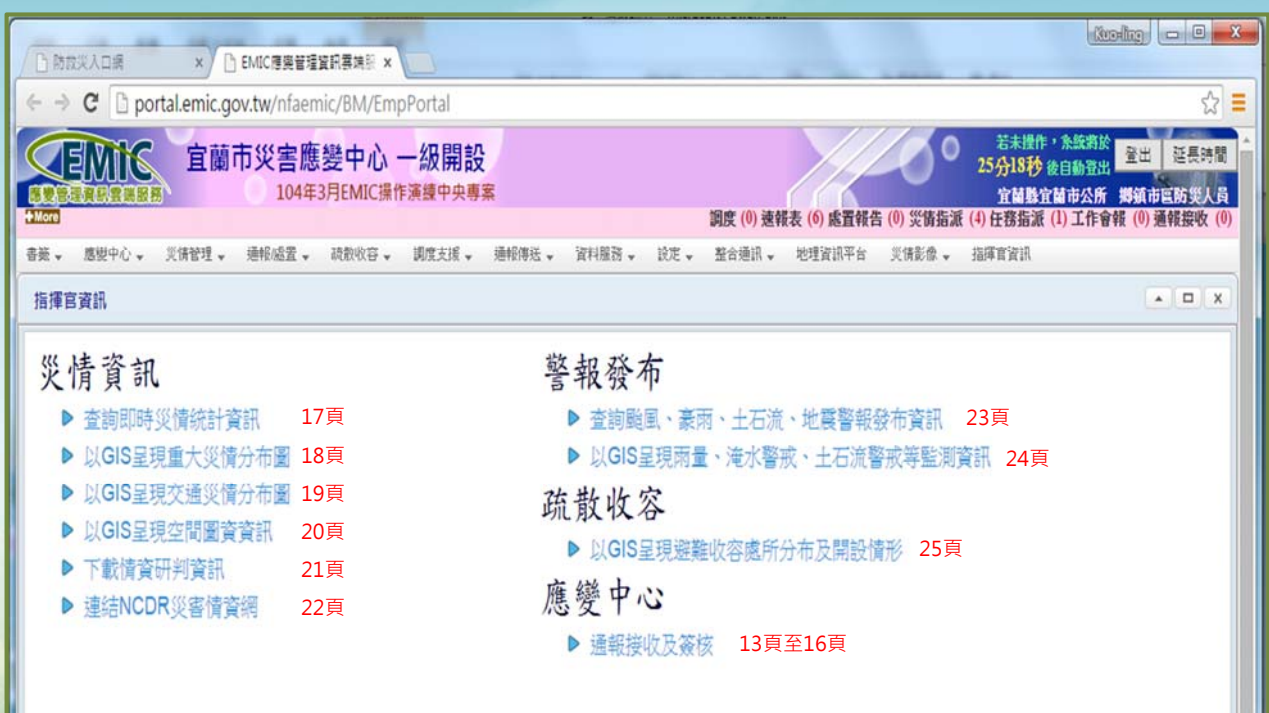 Kuo-ling
防救災入口網
EMIC應變管理資訊雲端服
portal.emic.gov.tw/nfaemic/BM/EmpPortal
EMIC
應變管理資訊雲端服務
宜蘭市災害應變中心 一級開設
104年3月EMIC操作演練中央專案
若未操作，系統將於
25分18秒 後自動登出
登出 延長時間
宜蘭縣宜蘭市公所 鄉鎮市區防災人員
+More
調度 (0) 速報表 (6) 處置報告 (0) 災情指派 (4) 任務指派 (1) 工作會報 (0) 通報接收 (0)
書籤 應變中心 災情管理 通報/處置 疏散收容 調度支援 通報傳送 資料服務 設定 整合通訊 地理資訊平台 災情影像 指揮官資訊
指揮官資訊
災情資訊
查詢即時災情統計資訊 17頁
以GIS呈現重大災情分布圖 18頁
以GIS呈現交通災情分布圖 19頁
以GIS呈現空間圖資資訊 20頁
下載情資研判資訊 21頁
連結NCDR災害情資網 22頁
警報發布
查詢颱風、豪雨、土石流、地震警報發布資訊 23頁
以GIS呈現雨量、淹水警戒、土石流警戒等監測資訊 24頁
疏散收容
以GIS呈現避難收容處所分布及開設情形 25頁
應變中心
通報接收及簽核 13頁至16頁